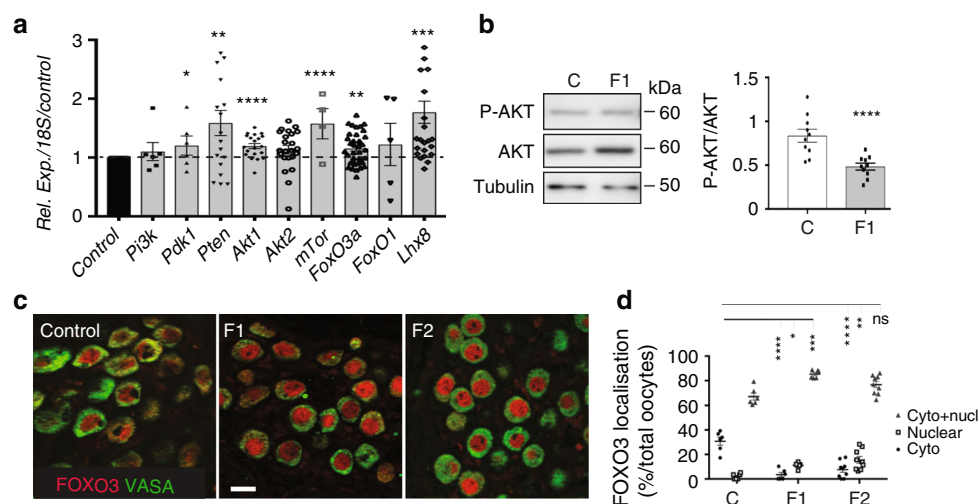 a
Rel. Exp./18S/control
3
2
1
0
*
**
****
****
**
***
Control
Pi3k
Pdk1
Pten
Akt1
Akt2
mTor
FoxO3a
FoxO1
Lhx8
b
C F1 kDa
P-AKT 60
AKT 60
Tubulin 50
P-AKT/AKT
1.5
1
0.5
0
****
C F1
c
Control
F1
F2
FOXO3 VASA
d
FOXO3 localisation
(%/total oocytes)
100
80
60
40
20
0
****
*
***
****
**
ns
Cyto+nucl
Nuclear
Cyto
C F1 F2